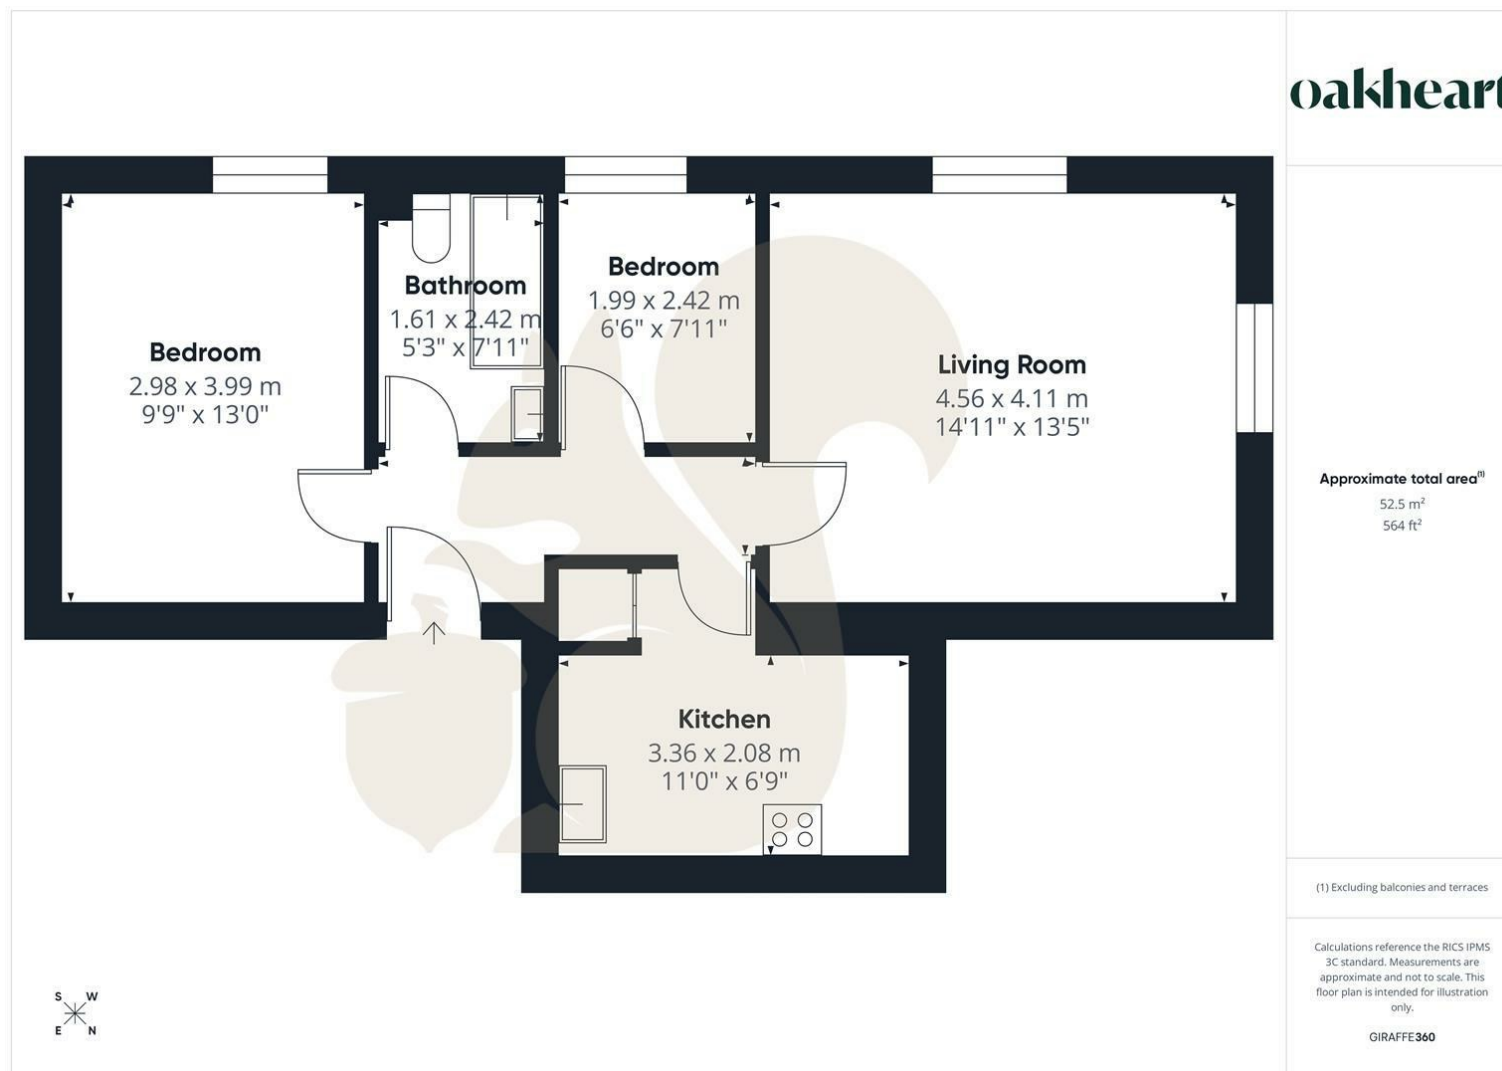 oakheart
Bedroom
2.98 x 3.99 m
9'9" x 13'0"
Bathroom
1.61 x 2.42 m
5'3" x 7'11"
Bedroom
1.99 x 2.42 m
6'6" x 7'11"
Living Room
4.56 x 4.11 m
14'11" x 13'5"
Kitchen
3.36 x 2.08 m
11'0" x 6'9"
S W
E N
Approximate total area⁽¹⁾
52.5 m²
564 ft²
(1) Excluding balconies and terraces
Calculations reference the RICS IPMS
3C standard. Measurements are
approximate and not to scale. This
floor plan is intended for illustration
only.
GIRAFFE360